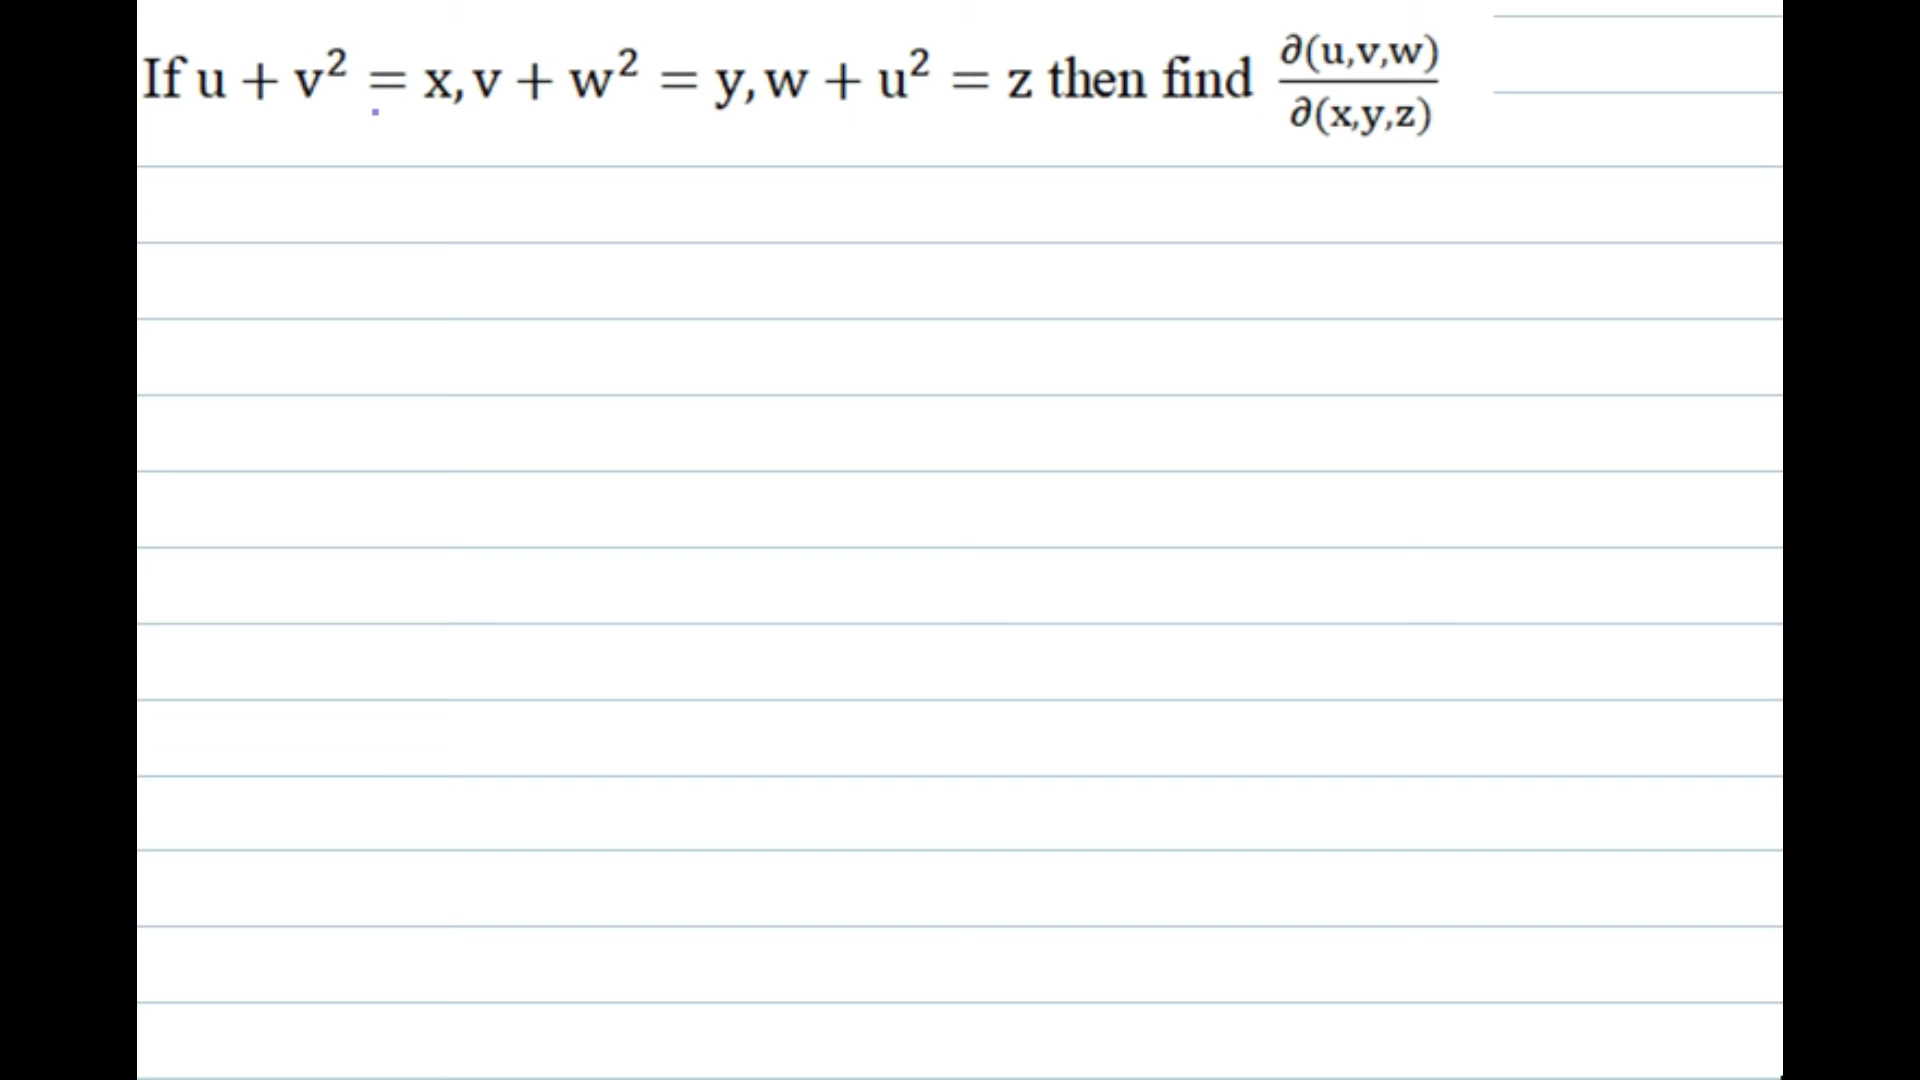 If u + v² = x, v + w² = y, w + u² = z then find ∂(u,v,w)/∂(x,y,z)